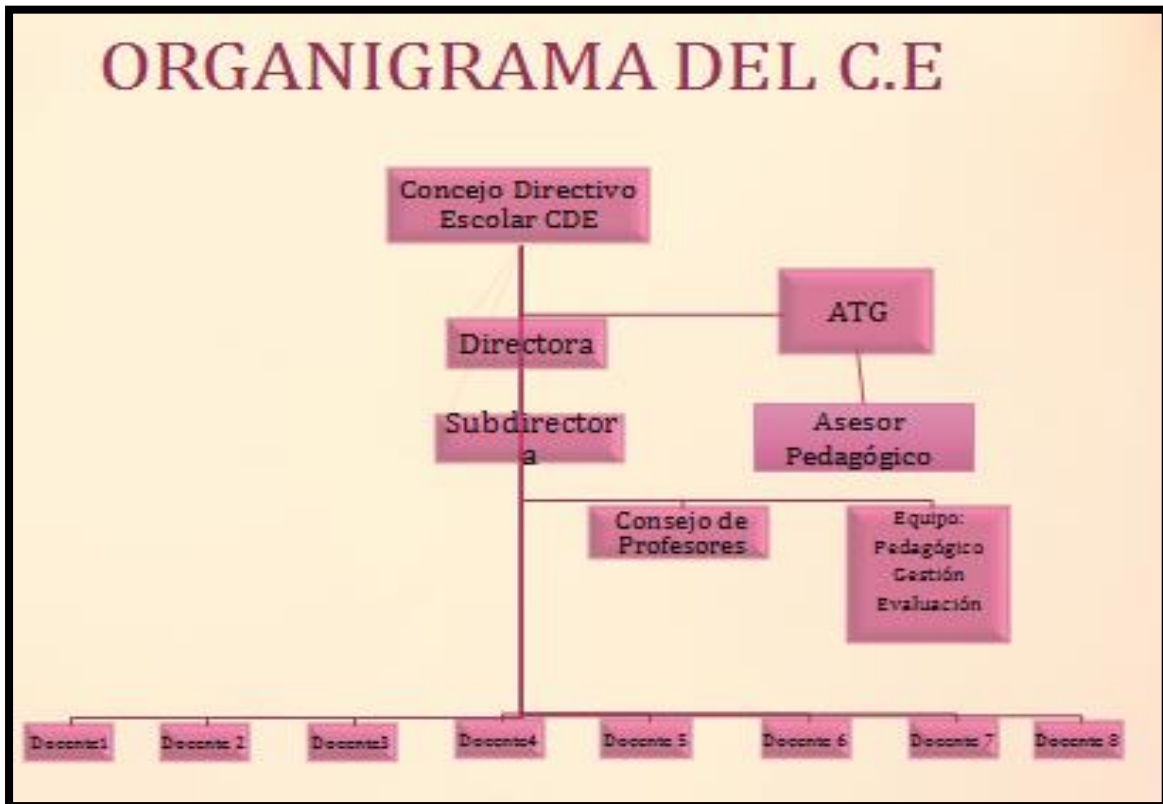 ORGANIGRAMA DEL C.E
Concejo Directivo
Escolar CDE
ATG
Directora
Subdirector
a
Asesor
Pedagógico
Consejo de
Profesores
Equipo:
Pedagógico
Gestión
Evaluación
Docente1
Docente 2
Docente3
Docente4
Docente 5
Docente 6
Docente 7
Docente 8